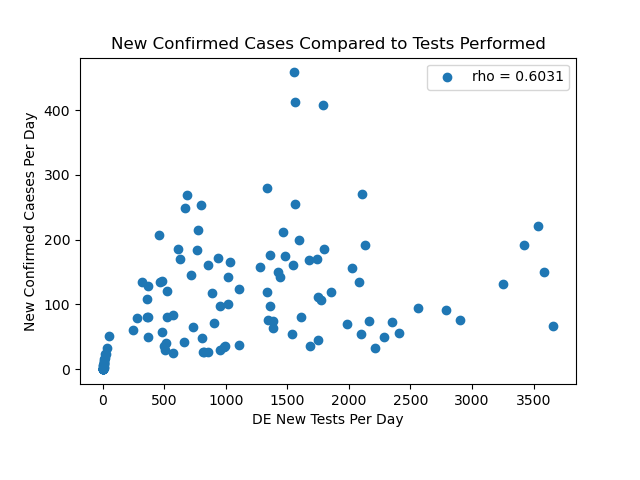 New Confirmed Cases Compared to Tests Performed
rho = 0.6031
New Confirmed Caeses Per Day
400
300
200
100
0
0 500 1000 1500 2000 2500 3000 3500
DE New Tests Per Day